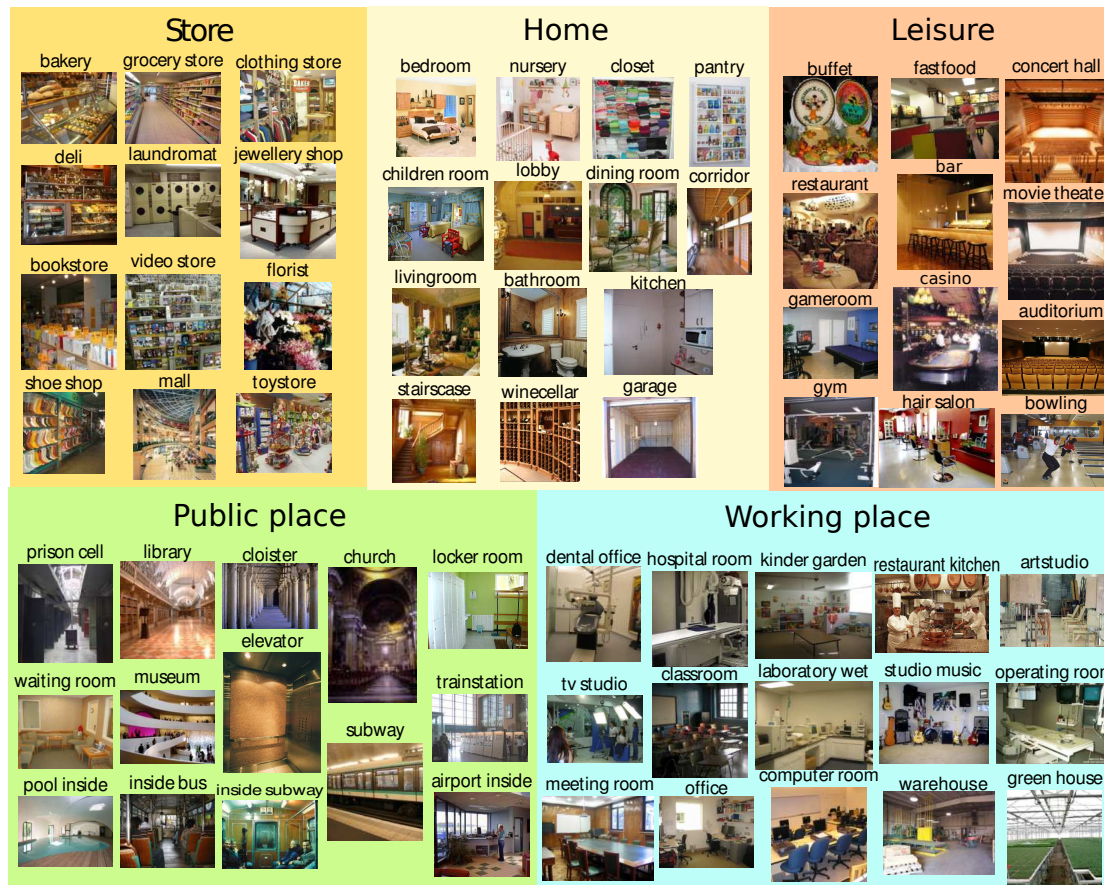 Store
bakery
grocery store
clothing store
deli
laundromat
jewellery shop
bookstore
video store
florist
shoe shop
mall
toystore
Home
bedroom
nursery
closet
pantry
children room
lobby
dining room
corridor
livingroom
bathroom
kitchen
stairscase
winecellar
garage
Leisure
buffet
fastfood
concert hall
restaurant
bar
movie theater
gameroom
casino
auditorium
gym
hair salon
bowling
Public place
prison cell
library
cloister
church
locker room
waiting room
museum
elevator
subway
trainstation
pool inside
inside bus
inside subway
airport inside
Working place
dental office
hospital room
kinder garden
restaurant kitchen
artstudio
tv studio
classroom
laboratory wet
studio music
operating room
meeting room
office
computer room
warehouse
green house